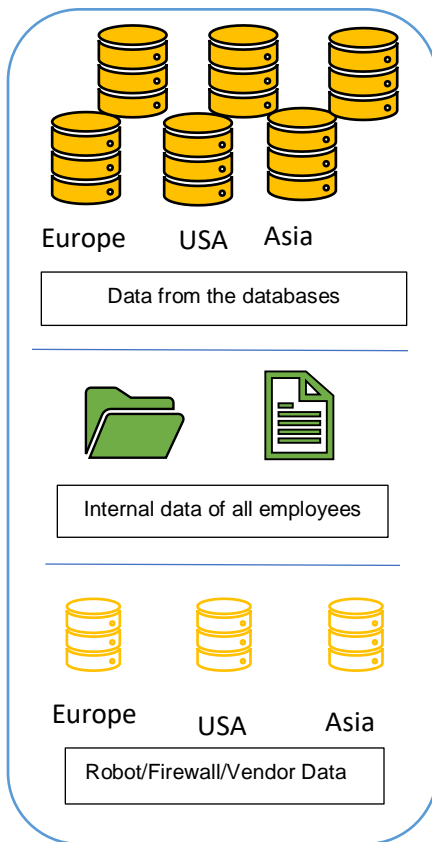 Europe USA Asia
Data from the databases
Internal data of all employees
Europe USA Asia
Robot/Firewall/Vendor Data